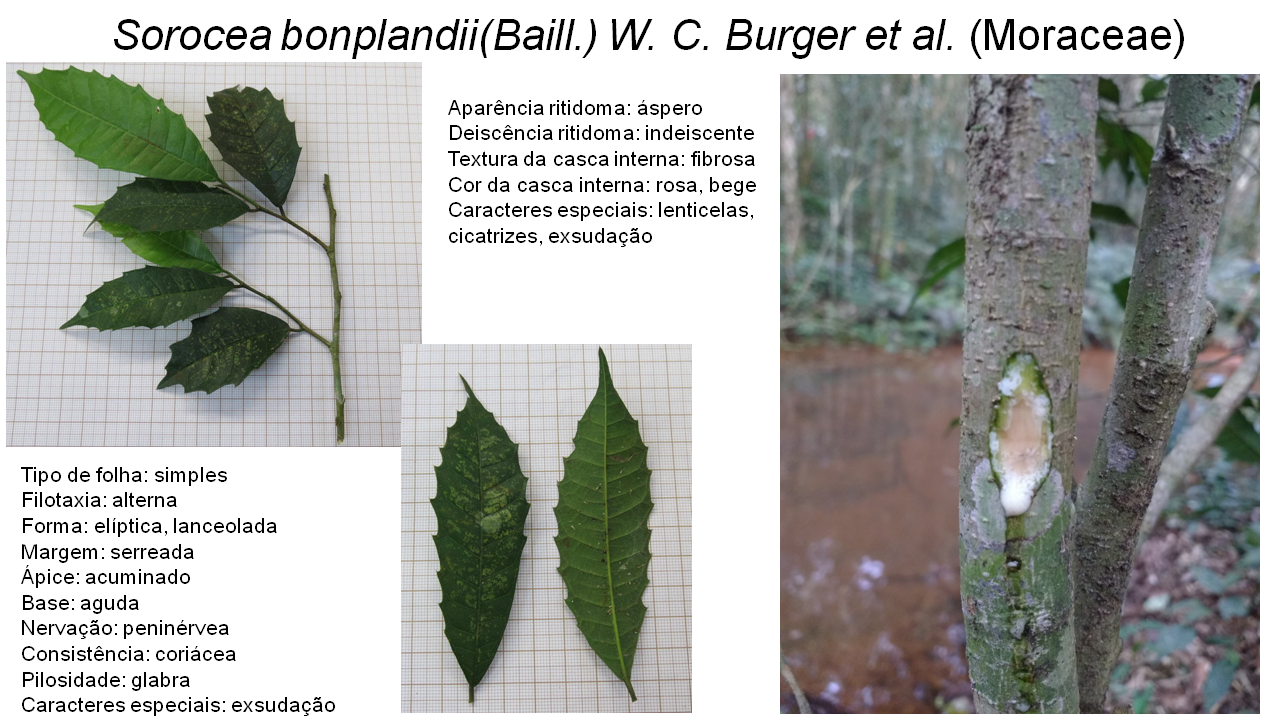 Sorocea bonplandii(Baill.) W. C. Burger et al. (Moraceae)
Aparência ritidoma: áspero
Deiscência ritidoma: indeiscente
Textura da casca interna: fibrosa
Cor da casca interna: rosa, bege
Caracteres especiais: lenticelas,
cicatrizes, exsudação
Tipo de folha: simples
Filotaxia: alterna
Forma: elíptica, lanceolada
Margem: serreada
Ápice: acuminado
Base: aguda
Nervação: peninérvea
Consistência: coriácea
Pilosidade: glabra
Caracteres especiais: exsudação